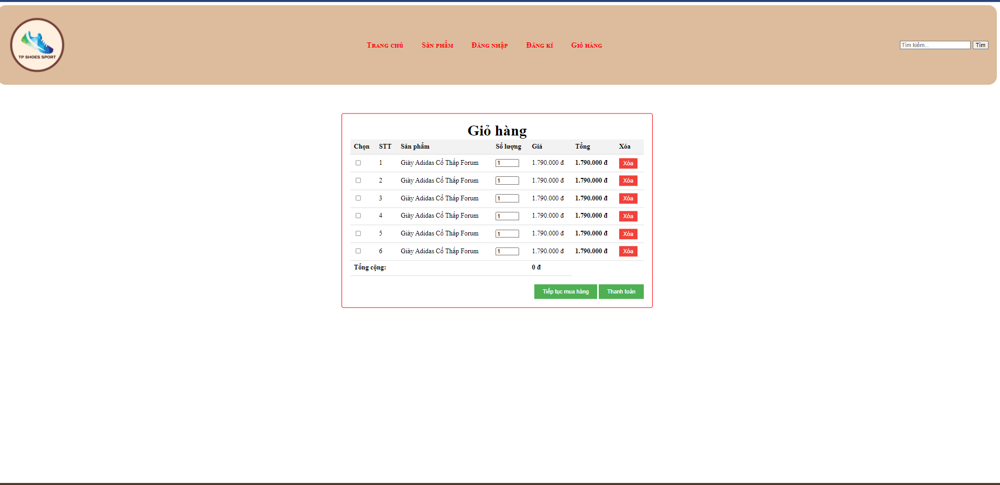 TP SHOES SPORT
Trang chủ Sản phẩm Đăng nhập Đăng kí Giỏ hàng
Tìm kiếm... Tìm
Giỏ hàng
Chọn STT Sản phẩm Số lượng Giá Tổng Xóa
1 Giày Adidas Cổ Thấp Forum 1 1.790.000 đ 1.790.000 đ Xóa
2 Giày Adidas Cổ Thấp Forum 1 1.790.000 đ 1.790.000 đ Xóa
3 Giày Adidas Cổ Thấp Forum 1 1.790.000 đ 1.790.000 đ Xóa
4 Giày Adidas Cổ Thấp Forum 1 1.790.000 đ 1.790.000 đ Xóa
5 Giày Adidas Cổ Thấp Forum 1 1.790.000 đ 1.790.000 đ Xóa
6 Giày Adidas Cổ Thấp Forum 1 1.790.000 đ 1.790.000 đ Xóa
Tổng cộng: 0 đ
Tiếp tục mua hàng Thanh toán